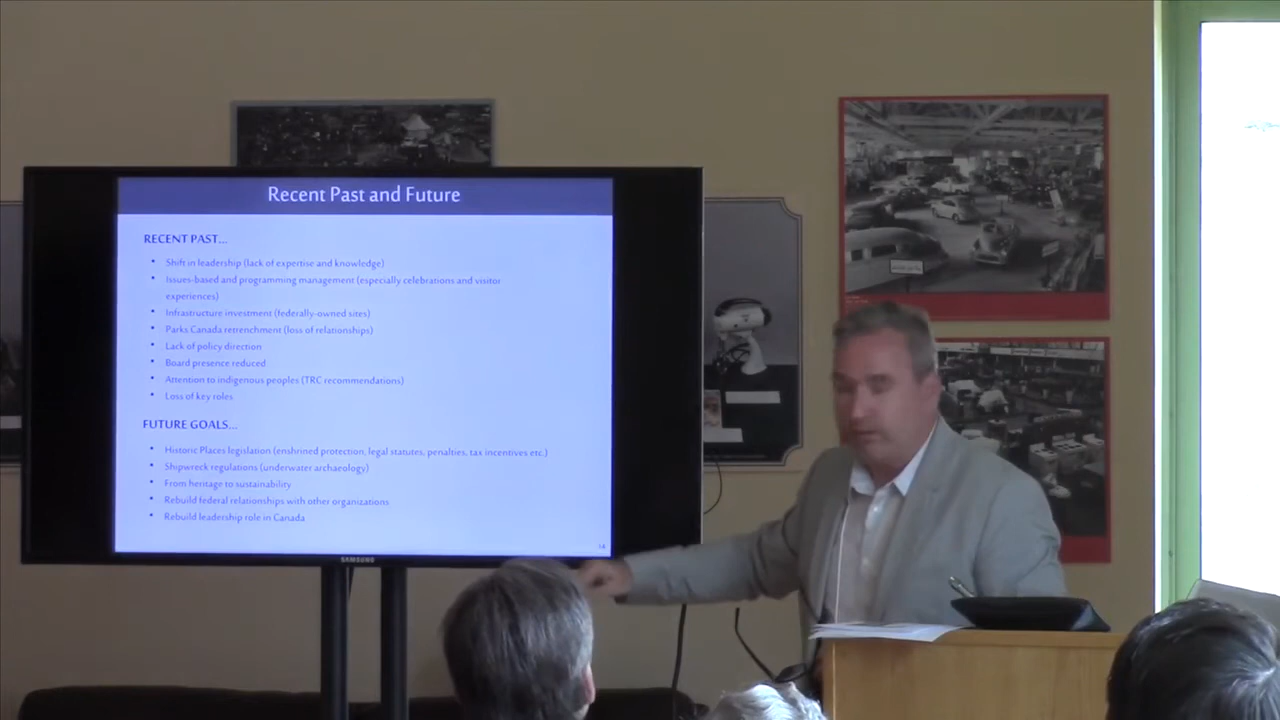 Recent Past and Future
RECENT PAST...
• Shift in leadership (lack of expertise and knowledge)
• Issues-based and programming management (especially celebrations and visitor
experiences)
• Infrastructure investment (federally-owned sites)
• Parks Canada retrenchment (loss of relationships)
• Lack of policy direction
• Board presence reduced
• Attention to indigenous peoples (TRC recommendations)
• Loss of key roles
FUTURE GOALS...
• Historic Places legislation (enshrined protection, legal statutes, penalties, tax incentives etc.)
• Shipwreck regulations (underwater archaeology)
• From heritage to sustainability
• Rebuild federal relationships with other organizations
• Rebuild leadership role in Canada
14
SAMSUNG